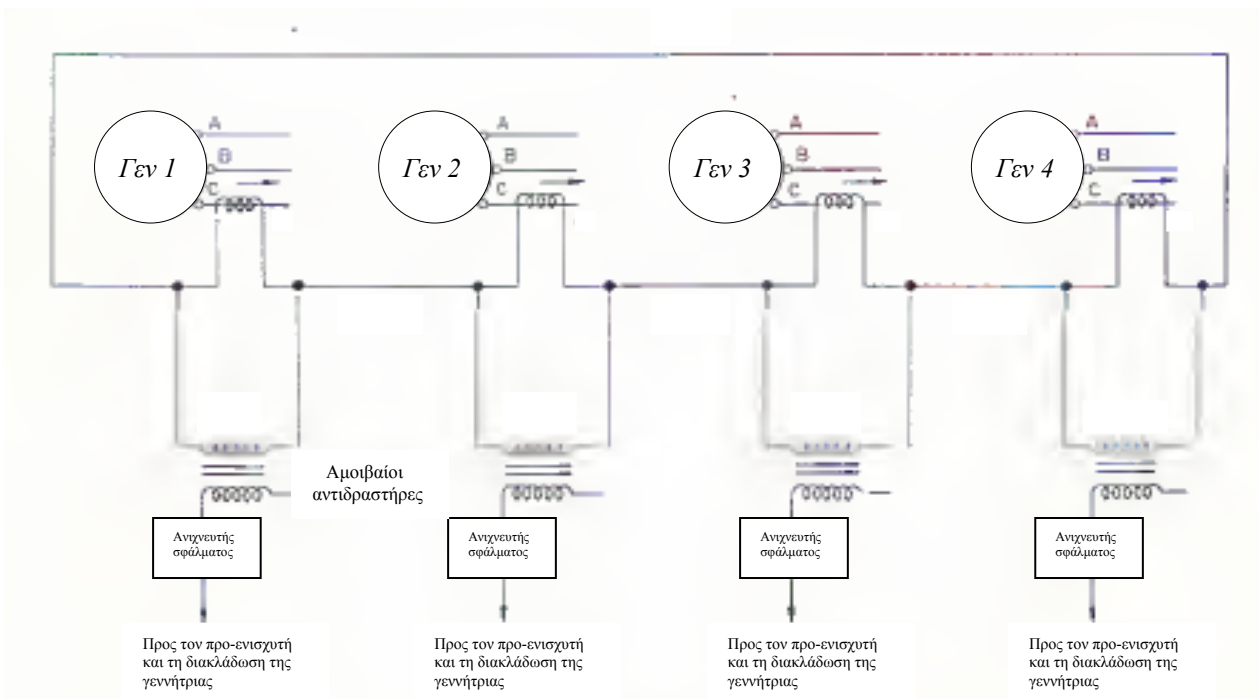 Γεν 1
A
B
C
Γεν 2
A
B
C
Γεν 3
A
B
C
Γεν 4
A
B
C
Αμοιβαίοι
αντιδραστήρες
Ανιχνευτής
σφάλματος
Ανιχνευτής
σφάλματος
Ανιχνευτής
σφάλματος
Ανιχνευτής
σφάλματος
Προς τον προ-ενισχυτή
και τη διακλάδωση της
γεννήτριας
Προς τον προ-ενισχυτή
και τη διακλάδωση της
γεννήτριας
Προς τον προ-ενισχυτή
και τη διακλάδωση της
γεννήτριας
Προς τον προ-ενισχυτή
και τη διακλάδωση της
γεννήτριας